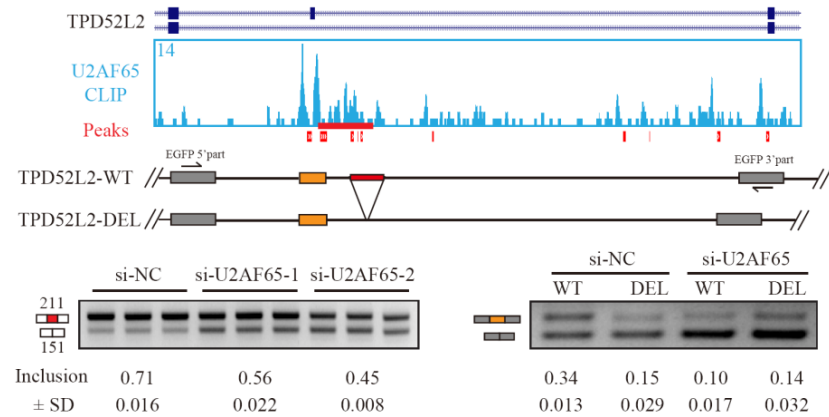 TPD52L2
14
U2AF65
CLIP
Peaks
EGFP 5'part
EGFP 3'part
TPD52L2-WT
TPD52L2-DEL
si-NC si-U2AF65-1 si-U2AF65-2
211
151
Inclusion 0.71 0.56 0.45
± SD 0.016 0.022 0.008
si-NC si-U2AF65
WT DEL WT DEL
0.34 0.15 0.10 0.14
0.013 0.029 0.017 0.032